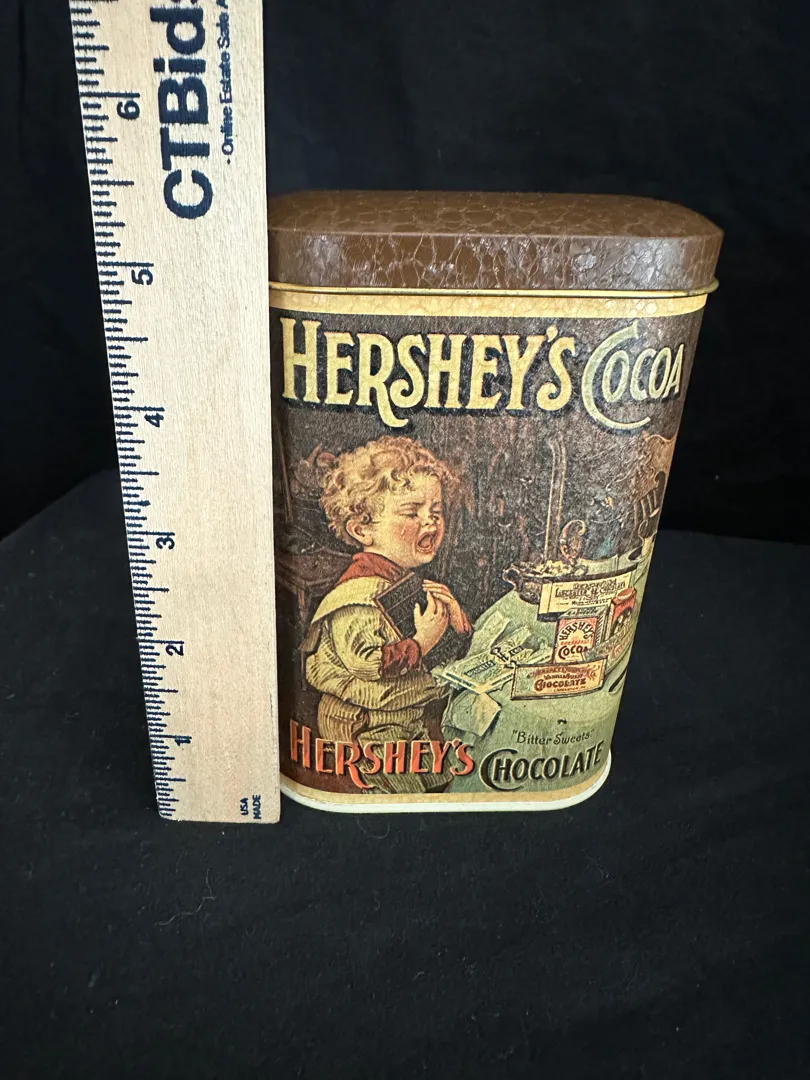 CTBids
- Online Estate Sale A
6
5
4
3
2
1
USA
MADE
HERSHEY'S COCOA
HERSHEY'S
COCOA
CHOCOLATE
"Bitter Sweets"
HERSHEY'S CHOCOLATE